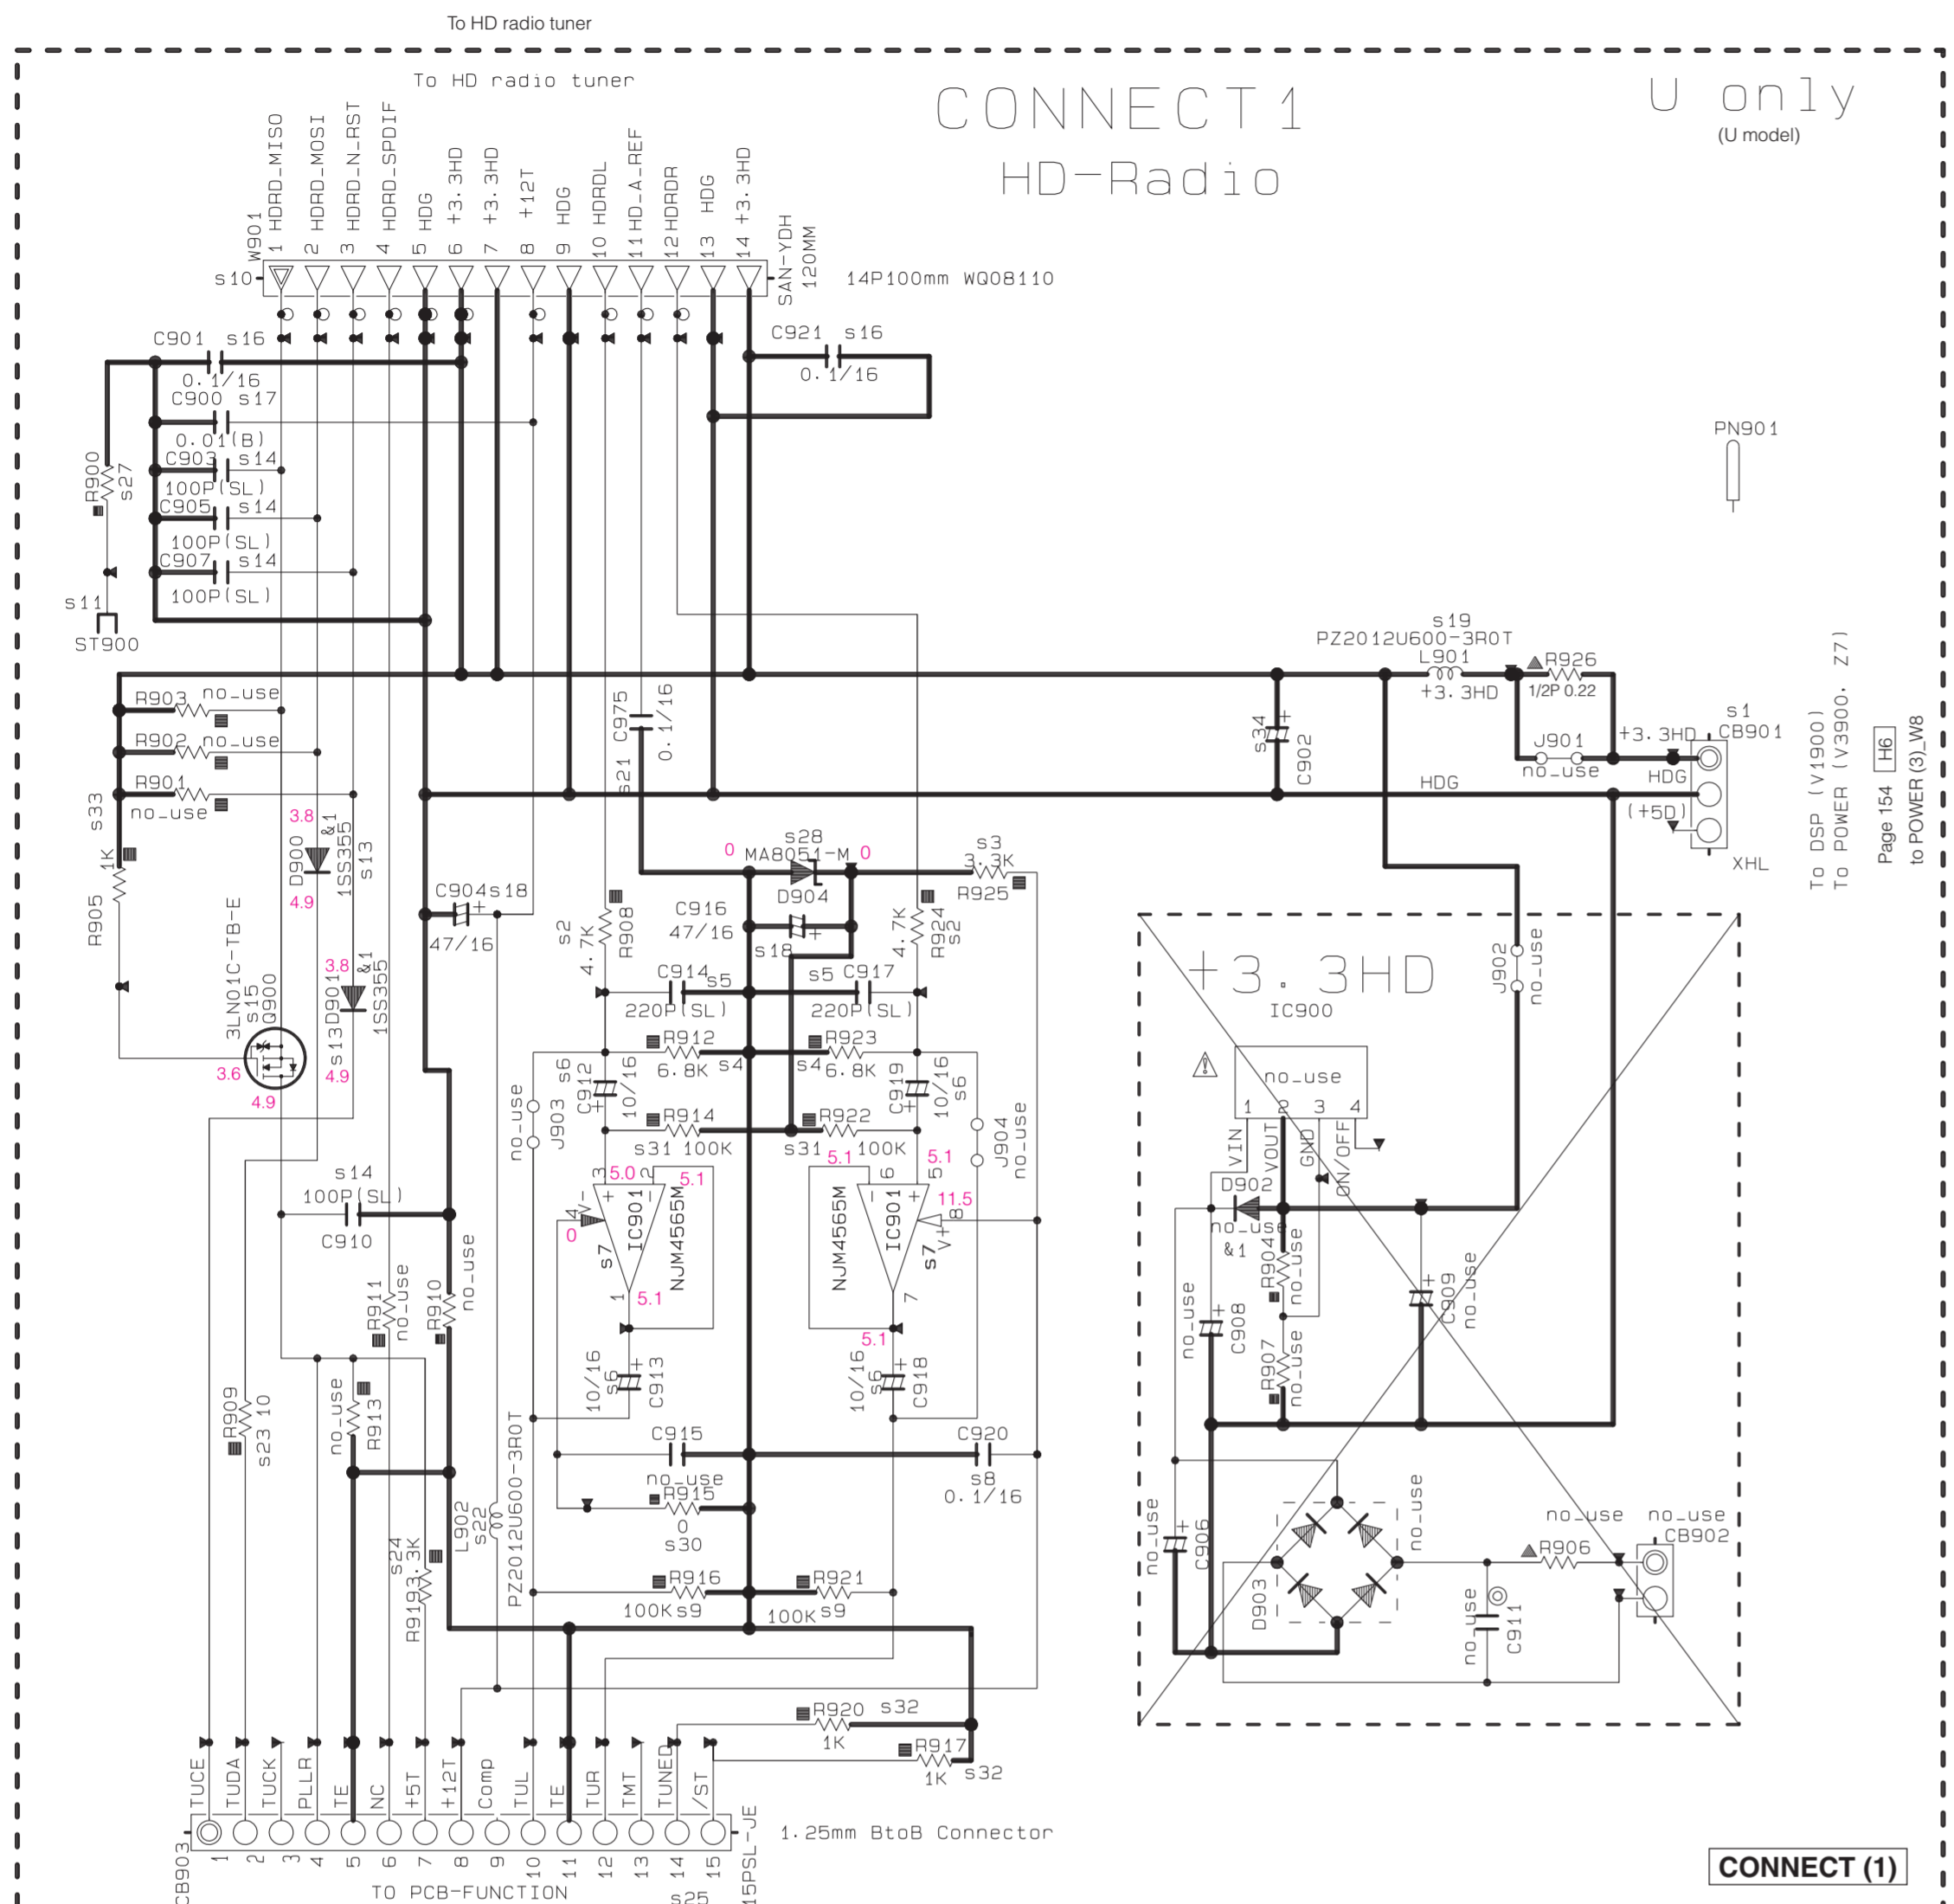 To HD radio tuner
To HD radio tuner
CONNECT1
HD-Radio
U only
(U model)
W901
1 HDRD_MISO
2 HDRD_MOSI
3 HDRD_N_RST
4 HDRD_SPDIF
5 HDG
6 +3.3HD
7 +3.3HD
8 +12T
9 HDG
10 HDRDL
11 HD_A_REF
12 HDRDR
13 HDG
14 +3.3HD
s10
SAN-YDH
120MM
14P100mm WQ08110
C901 s16
0.1/16
C900 s17
0.01(B)
C903 s14
100P(SL)
C905 s14
100P(SL)
C907 s14
100P(SL)
R900
s27
s11
ST900
C921 s16
0.1/16
PN901
R903 no_use
R902 no_use
R901
no_use
s33
1K
R905
3.8
D900
&1
1SS355
s13
4.9
C975
0.1/16
s21
s19
PZ2012U600-3R0T
L901
+3.3HD
R926
1/2P 0.22
J901
no_use
+3.3HD
s1
CB901
HDG
HDG
(+5D)
XHL
s34
C902
To DSP (V1900)
To POWER (V3900, Z7)
Page 154 H6
to POWER (3)_W8
3LN01C-TB-E
s15
Q900
3.6
4.9
3.8
&1
s13 D901
1SS355
4.9
C904 s18
47/16
s2
4.7K
R908
0
s28
MA8051-M
0
D904
s3
3.3K
R925
C916
47/16
s18
4.7K
R924
s2
C914
s5
220P(SL)
s5
C917
220P(SL)
R912
6.8K
s4
R923
s4
6.8K
s6
C912
10/16
C919
10/16
s6
no_use
J903
R914
s31 100K
R922
s31 100K
J904
no_use
3
5.0
2
5.1
4
V-
0
s7
IC901
NJM4565M
1
5.1
5.1
6
5.1
5
11.5
8
V+
NJM4565M
IC901
s7
7
5.1
s14
100P(SL)
C910
R911
no_use
R910
no_use
10/16
s6
C913
10/16
s6
C918
R909
s23 10
no_use
R913
C915
no_use
C920
s8
0.1/16
R915
0
s30
L902
s22
PZ2012U600-3R0T
s24
R919 3.3K
R916
100K s9
R921
100K s9
R920 s32
1K
R917
1K s32
+3.3HD
IC900
no_use
1
2
3
4
VIN
VOUT
GND
ON/OFF
J902
no_use
D902
no_use
&1
R904
no_use
R907
no_use
no_use
C908
C909
no_use
no_use
C906
D903
no_use
no_use
C911
R906
no_use
no_use
CB902
TUCE
TUDA
TUCK
PLLR
TE
NC
+5T
+12T
Comp
TUL
TE
TUR
TMT
TUNED
/ST
CB903
1
2
3
4
5
6
7
8
9
10
11
12
13
14
15
15PSL-JE
1.25mm BtoB Connector
TO PCB-FUNCTION
s25
CONNECT (1)